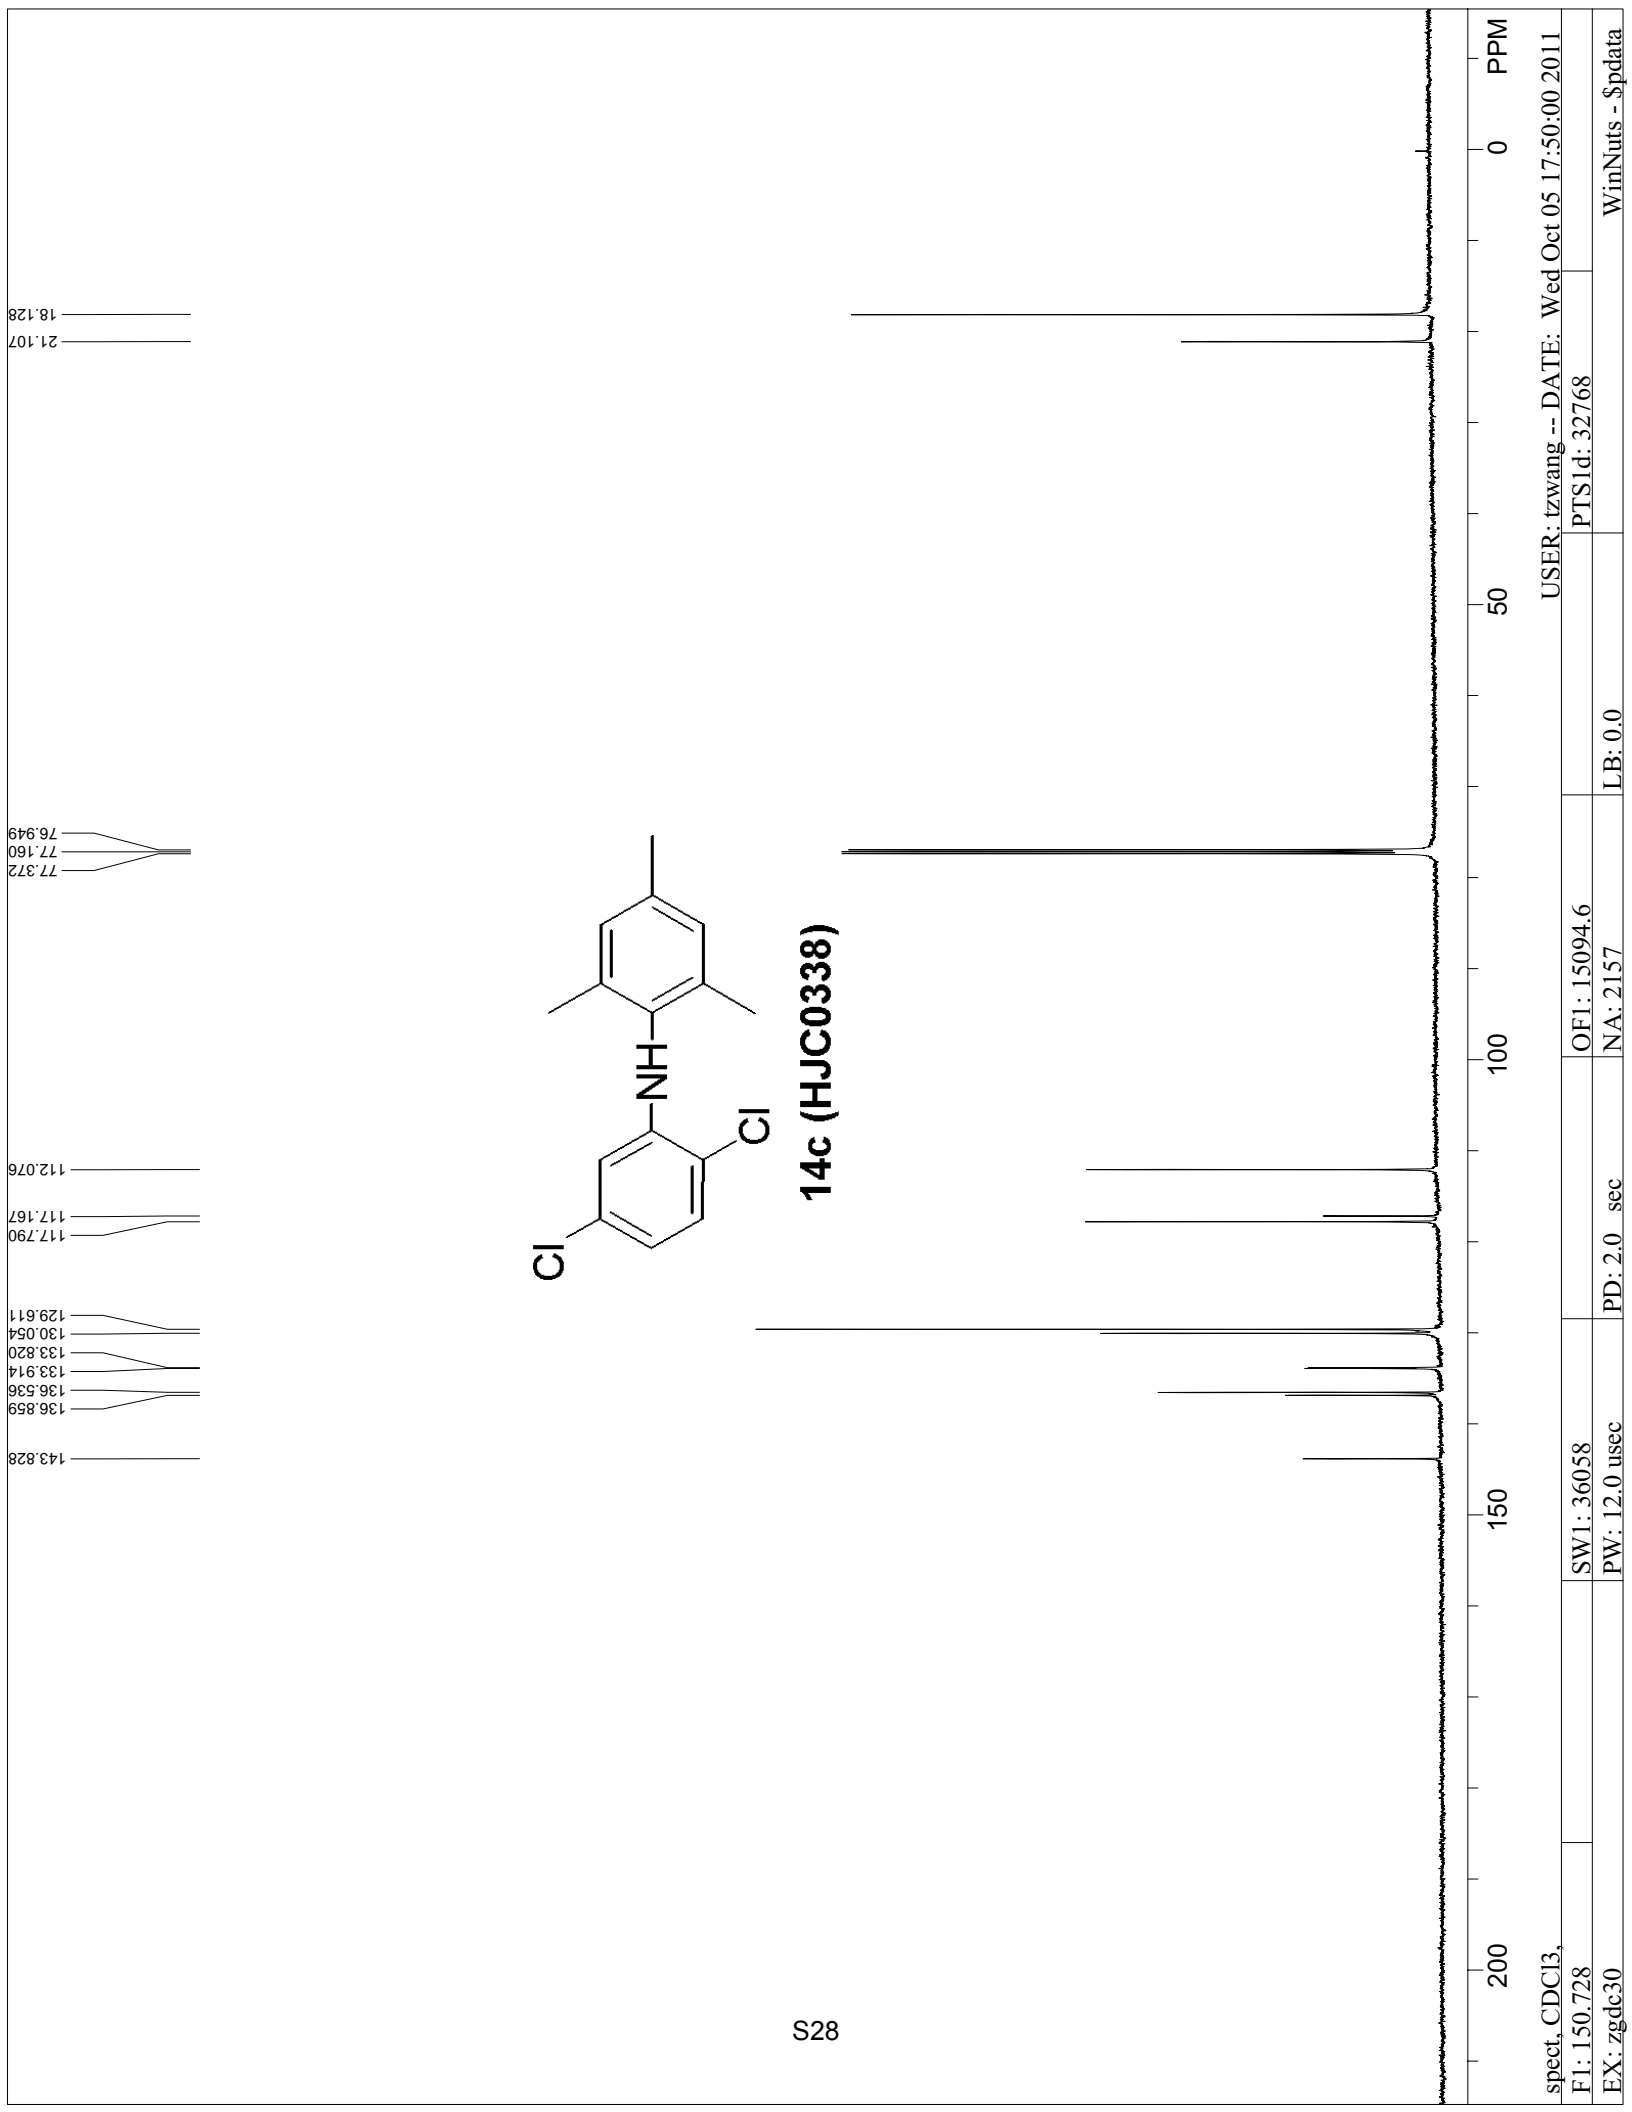 143.828
136.859
136.536
133.914
133.820
130.054
129.611
117.790
117.167
112.076
77.372
77.160
76.949
21.107
18.128
Cl
NH
Cl
14c (HJC0338)
200 150 100 50 0 PPM
spect, CDCl3, USER: tzwang -- DATE: Wed Oct 05 17:50:00 2011
F1: 150.728 SW1: 36058 OF1: 15094.6 PTS1d: 32768
EX: zgdc30 PW: 12.0 usec PD: 2.0 sec NA: 2157 LB: 0.0 WinNuts - $pdata
S28